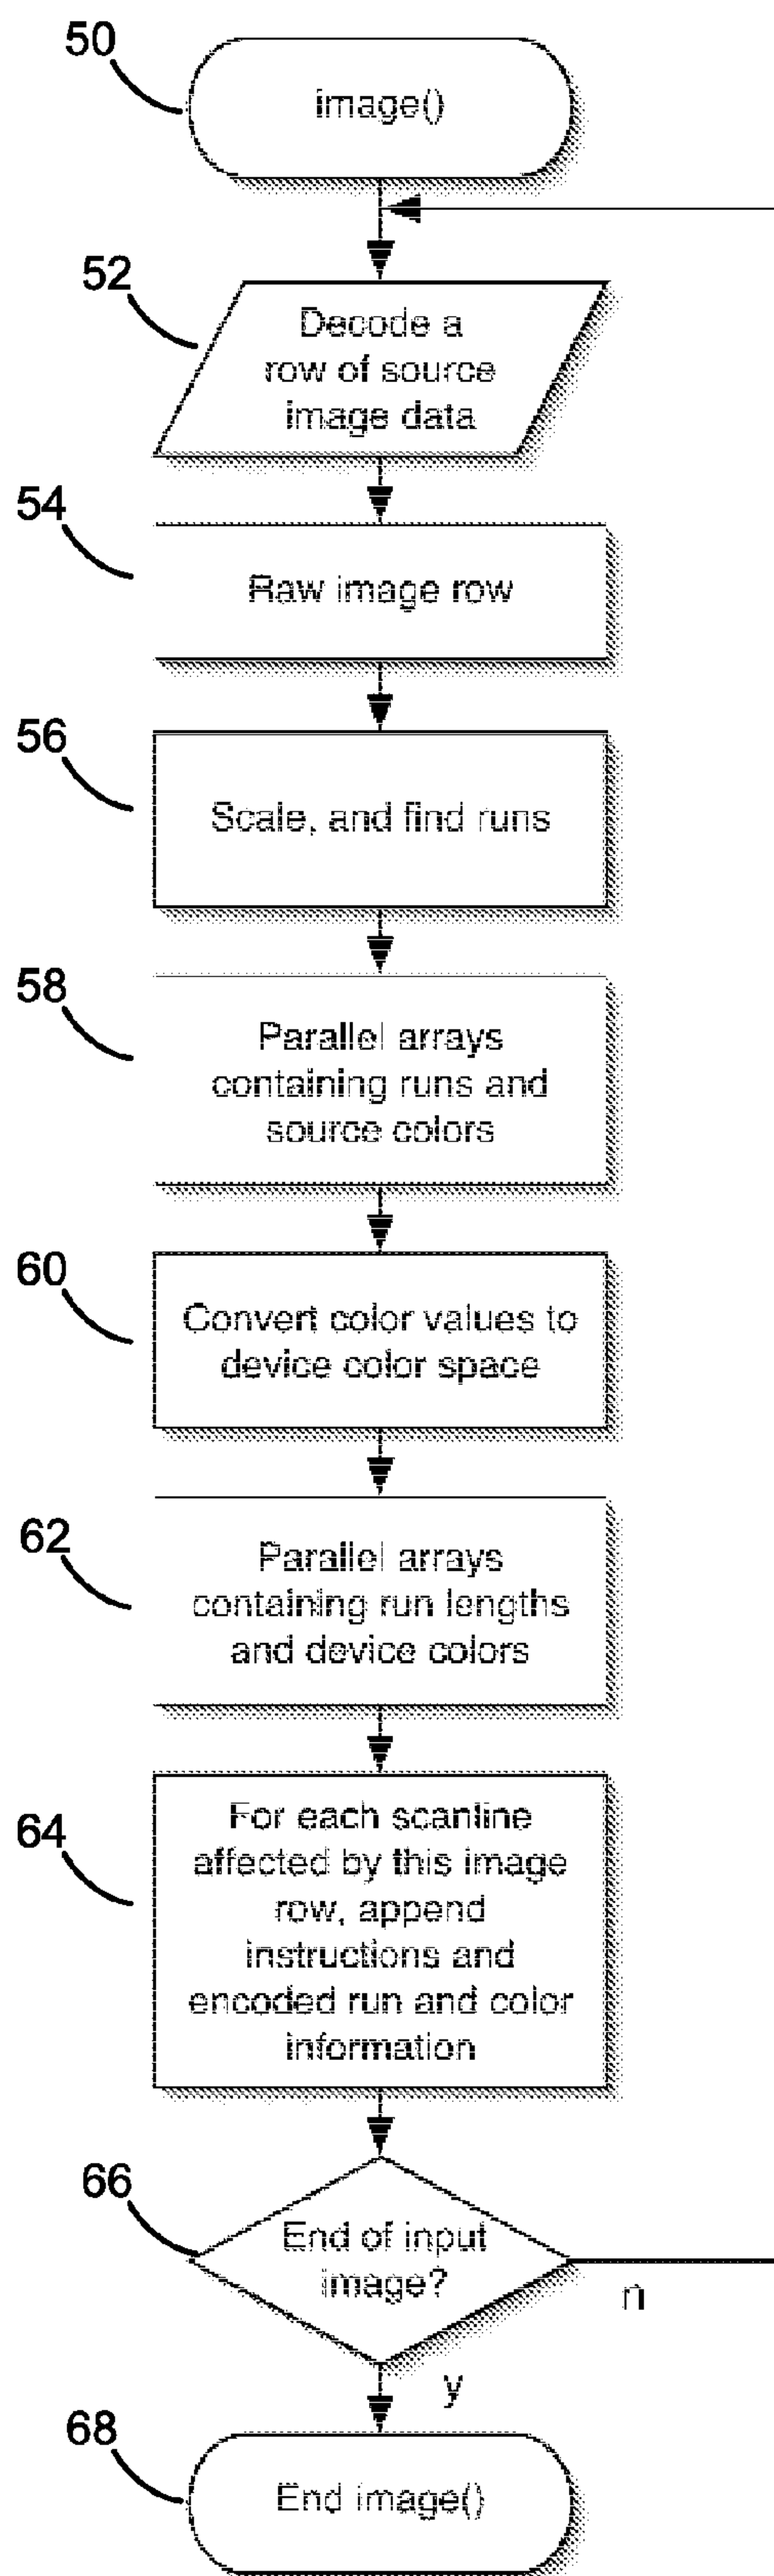 50
image()
52
Decode a
row of source
image data
54
Raw image row
56
Scale, and find runs
58
Parallel arrays
containing runs and
source colors
60
Convert color values to
device color space
62
Parallel arrays
containing run lengths
and device colors
64
For each scanline
affected by this image
row, append
instructions and
encoded run and color
information
66
End of input
image?
n
y
68
End image()